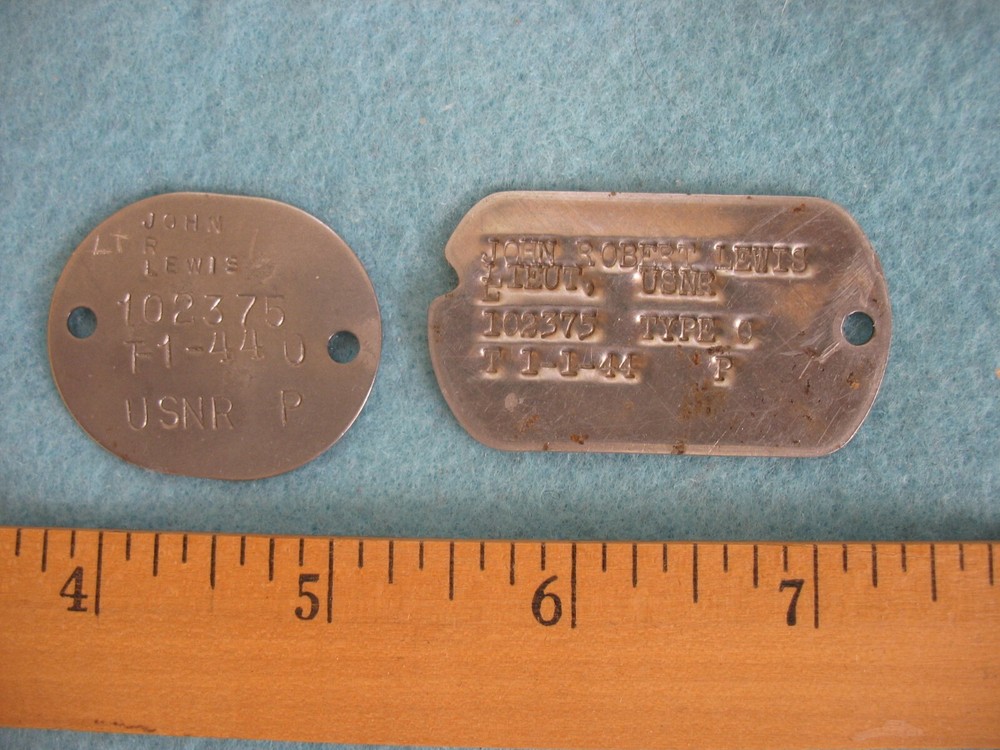 JOHN
LT R
LEWIS
102375
T-1-44 O
USNR P
JOHN ROBERT LEWIS
LIEUT. USNR
102375 TYPE O
T 1-1-44 P
4 5 6 7